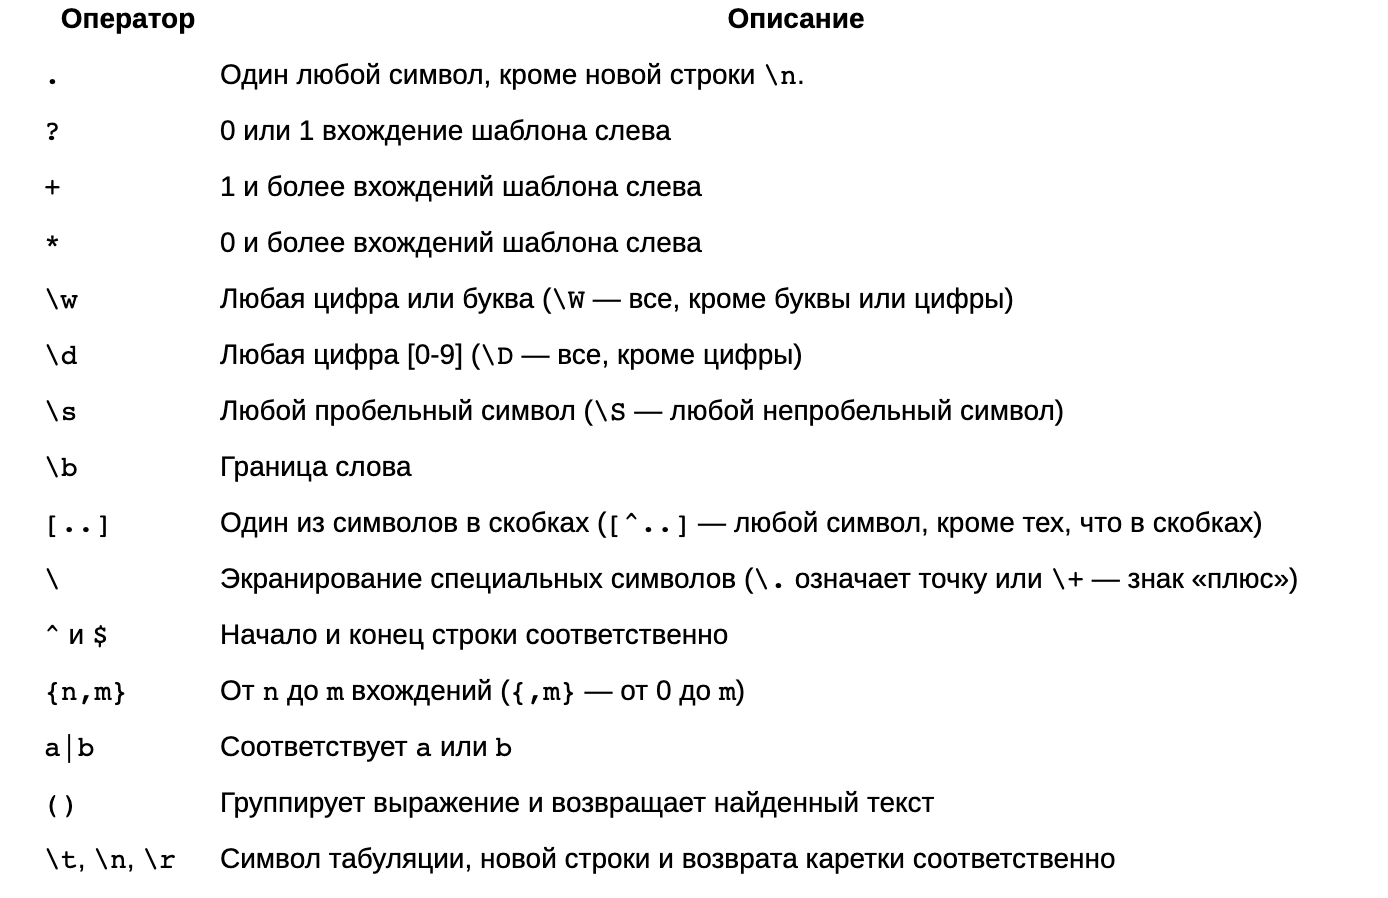 Оператор Описание
. Один любой символ, кроме новой строки \n.
? 0 или 1 вхождение шаблона слева
+ 1 и более вхождений шаблона слева
* 0 и более вхождений шаблона слева
\w Любая цифра или буква (\W — все, кроме буквы или цифры)
\d Любая цифра [0-9] (\D — все, кроме цифры)
\s Любой пробельный символ (\S — любой непробельный символ)
\b Граница слова
[..] Один из символов в скобках ([^..] — любой символ, кроме тех, что в скобках)
\ Экранирование специальных символов (\. означает точку или \+ — знак «плюс»)
^ и $ Начало и конец строки соответственно
{n,m} От n до m вхождений ({,m} — от 0 до m)
a|b Соответствует a или b
() Группирует выражение и возвращает найденный текст
\t, \n, \r Символ табуляции, новой строки и возврата каретки соответственно